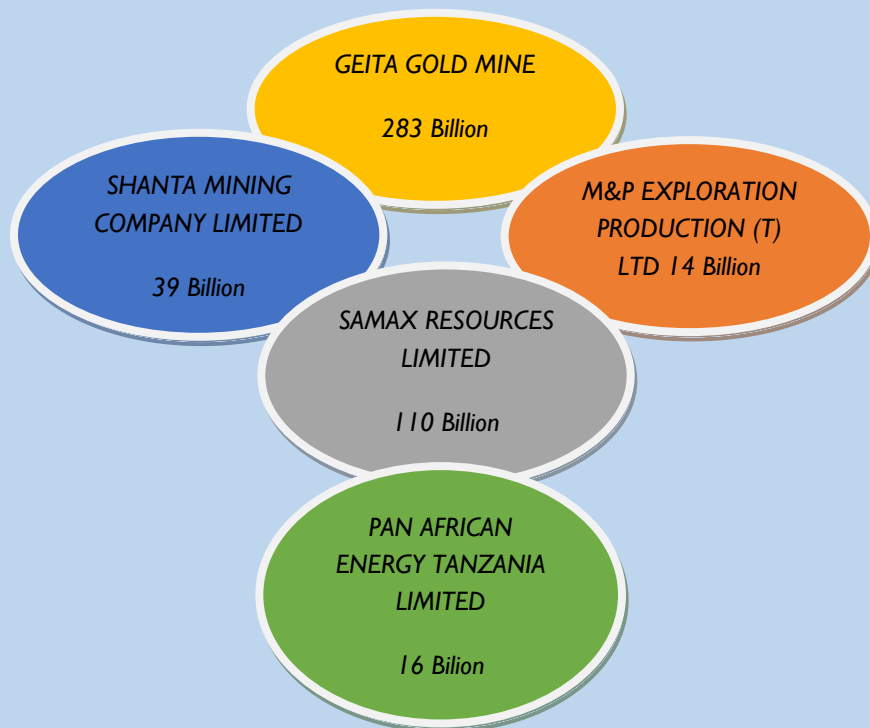 GEITA GOLD MINE
283 Billion
SHANTA MINING
COMPANY LIMITED
39 Billion
M&P EXPLORATION
PRODUCTION (T)
LTD 14 Billion
SAMAX RESOURCES
LIMITED
110 Billion
PAN AFRICAN
ENERGY TANZANIA
LIMITED
16 Bilion